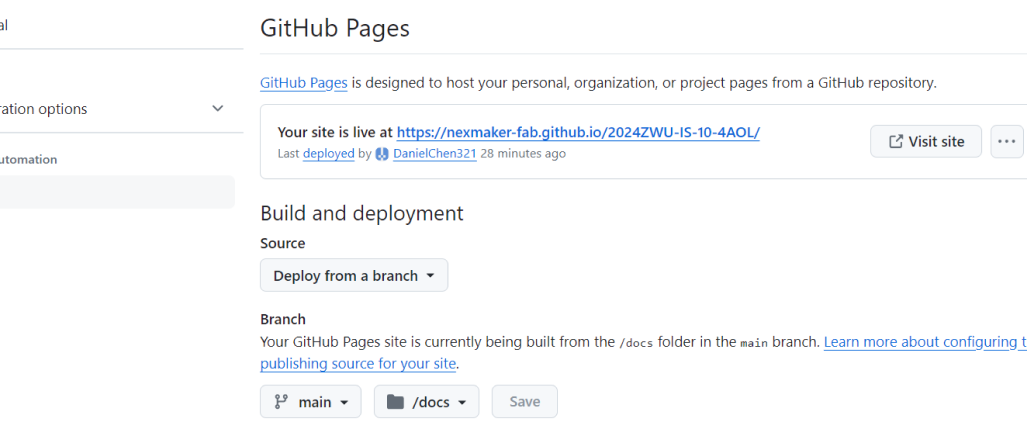 al
GitHub Pages
GitHub Pages is designed to host your personal, organization, or project pages from a GitHub repository.
ration options
Your site is live at https://nexmaker-fab.github.io/2024ZWU-IS-10-4AOL/
Visit site
Last deployed by DanielChen321 28 minutes ago
utomation
Build and deployment
Source
Deploy from a branch
Branch
Your GitHub Pages site is currently being built from the /docs folder in the main branch. Learn more about configuring t
publishing source for your site.
main
/docs
Save